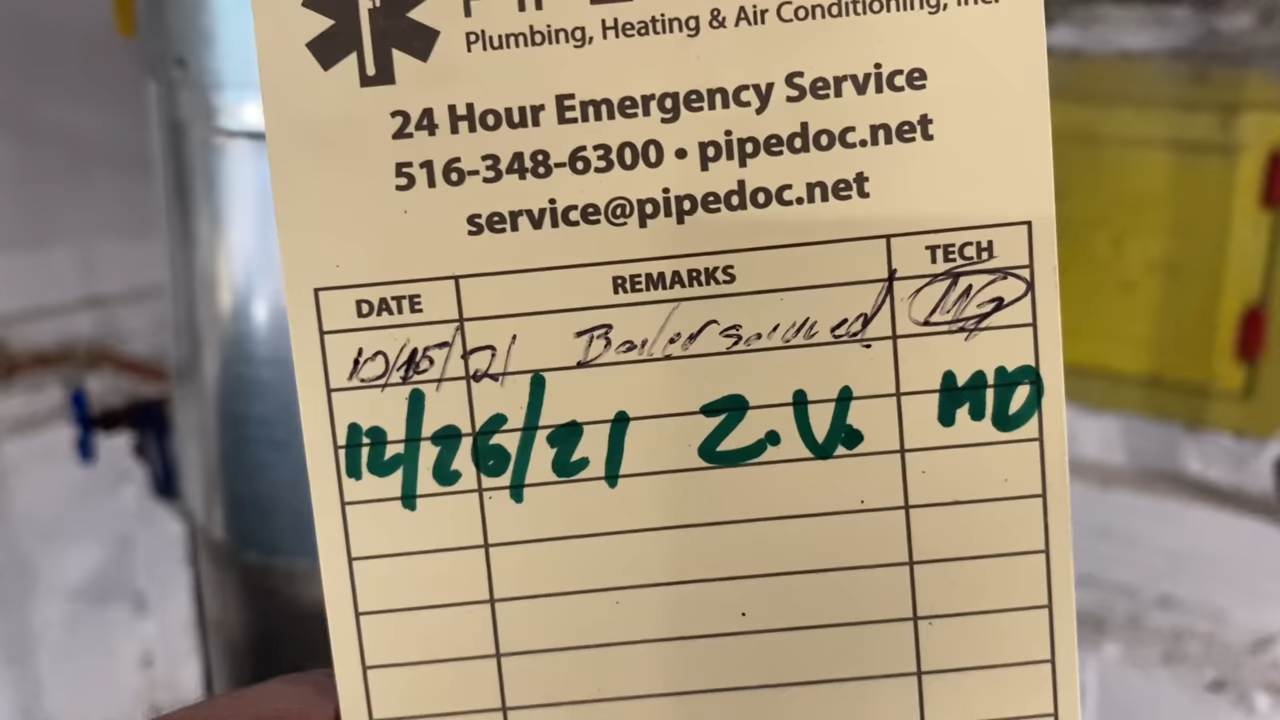 Plumbing, Heating & Air Conditioning, Inc.
24 Hour Emergency Service
516-348-6300 • pipedoc.net
service@pipedoc.net
DATE REMARKS TECH
10/15/21 Boiler serviced MG
12/26/21 Z.V. MD